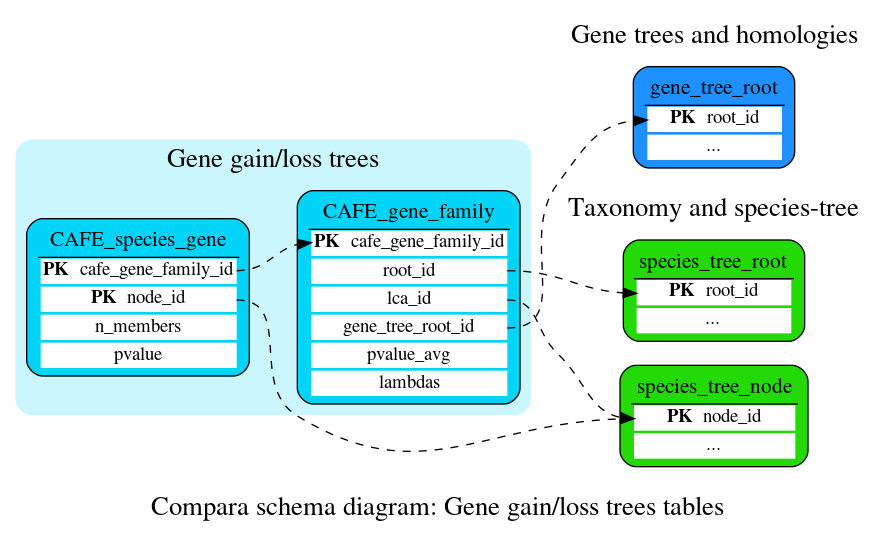 Gene trees and homologies
gene_tree_root
PK root_id
...
Gene gain/loss trees
CAFE_species_gene
PK cafe_gene_family_id
PK node_id
n_members
pvalue
CAFE_gene_family
PK cafe_gene_family_id
root_id
lca_id
gene_tree_root_id
pvalue_avg
lambdas
Taxonomy and species-tree
species_tree_root
PK root_id
...
species_tree_node
PK node_id
...
Compara schema diagram: Gene gain/loss trees tables